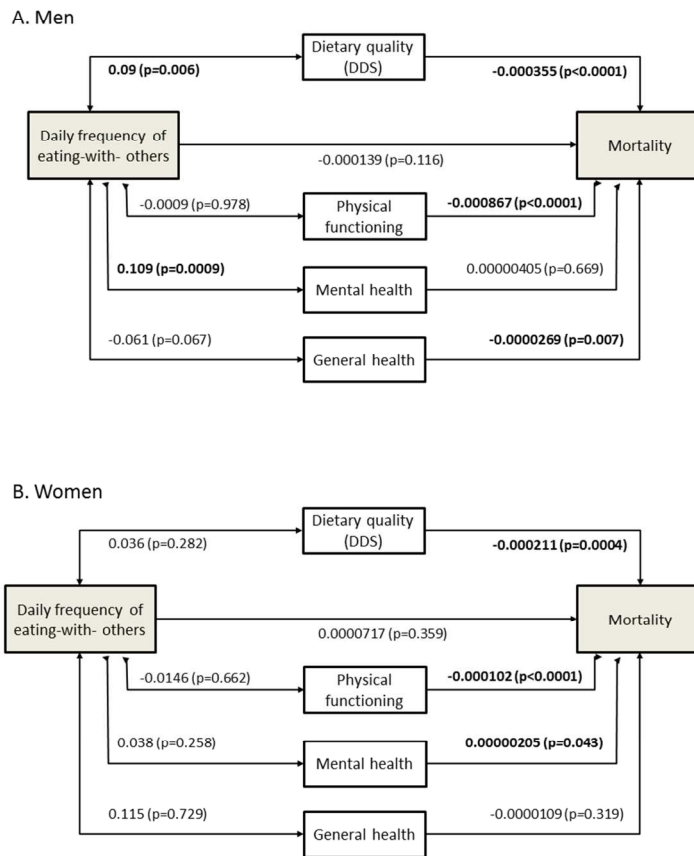 A. Men
0.09 (p=0.006)
Dietary quality
(DDS)
-0.000355 (p<0.0001)
Daily frequency of
eating-with- others
-0.000139 (p=0.116)
Mortality
-0.0009 (p=0.978)
Physical
functioning
-0.000867 (p<0.0001)
0.109 (p=0.0009)
Mental health
0.00000405 (p=0.669)
-0.061 (p=0.067)
General health
-0.0000269 (p=0.007)
B. Women
0.036 (p=0.282)
Dietary quality
(DDS)
-0.000211 (p=0.0004)
Daily frequency of
eating-with- others
0.0000717 (p=0.359)
Mortality
-0.0146 (p=0.662)
Physical
functioning
-0.000102 (p<0.0001)
0.038 (p=0.258)
Mental health
0.00000205 (p=0.043)
0.115 (p=0.729)
General health
-0.0000109 (p=0.319)